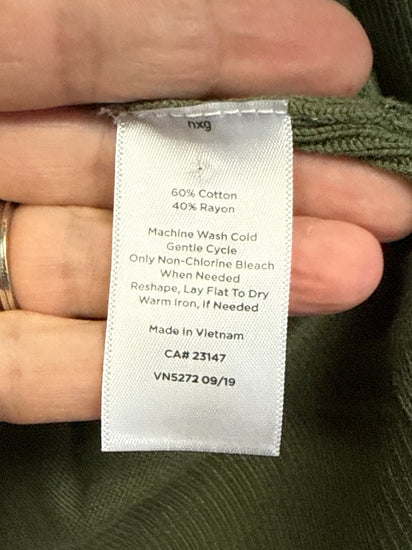 nxg
60% Cotton
40% Rayon
Machine Wash Cold
Gentle Cycle
Only Non-Chlorine Bleach
When Needed
Reshape, Lay Flat To Dry
Warm Iron, If Needed
Made In Vietnam
CA# 23147
VN5272 09/19